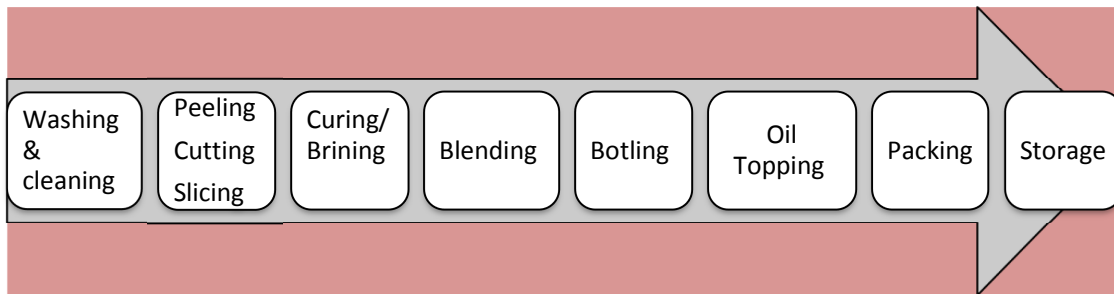 Washing
&
cleaning
Peeling
Cutting
Slicing
Curing/
Brining
Blending
Botling
Oil
Topping
Packing
Storage